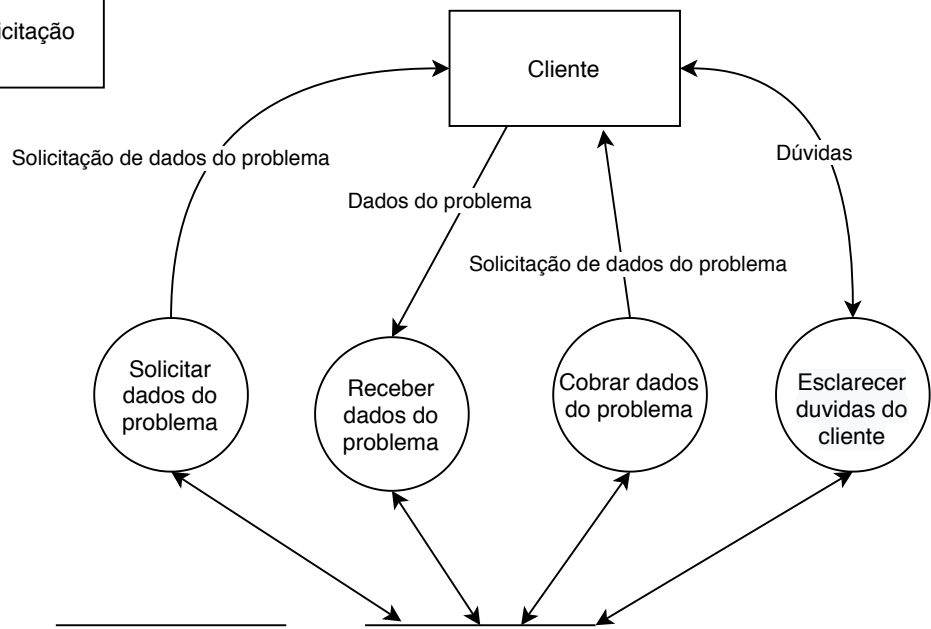 icitação
Cliente
Solicitação de dados do problema
Dúvidas
Dados do problema
Solicitação de dados do problema
Solicitar
dados do
problema
Receber
dados do
problema
Cobrar dados
do problema
Esclarecer
duvidas do
cliente